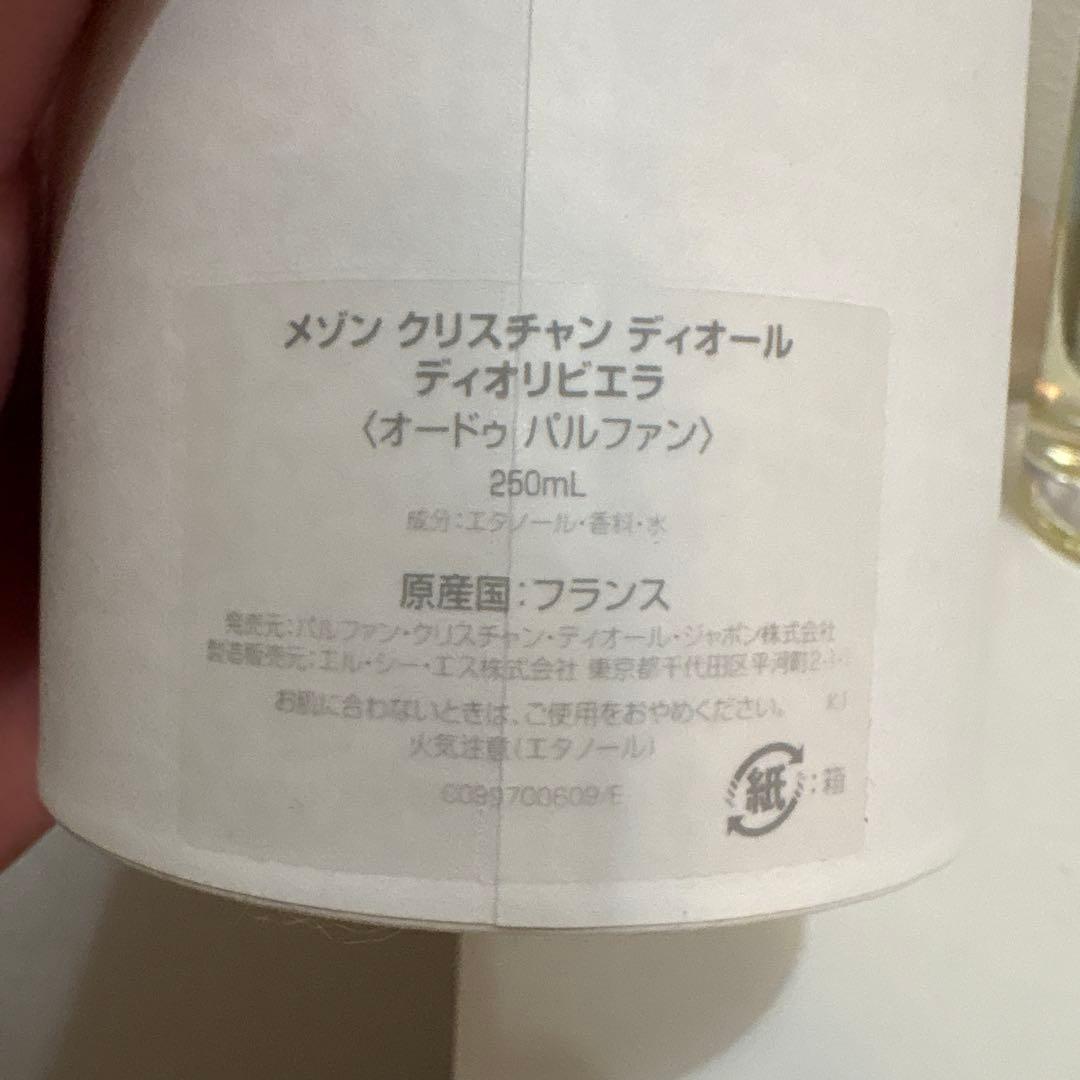 メゾン クリスチャン ディオール
ディオリビエラ
〈オードゥ パルファン〉
250mL
成分：エタノール・香料・水
原産国：フランス
発売元：パルファン・クリスチャン・ディオール・ジャポン株式会社
製造販売元：エル・シー・エス株式会社 東京都千代田区平河町2-1-
お肌に合わないときは、ご使用をおやめください。 KJ
火気注意（エタノール）
紙：箱